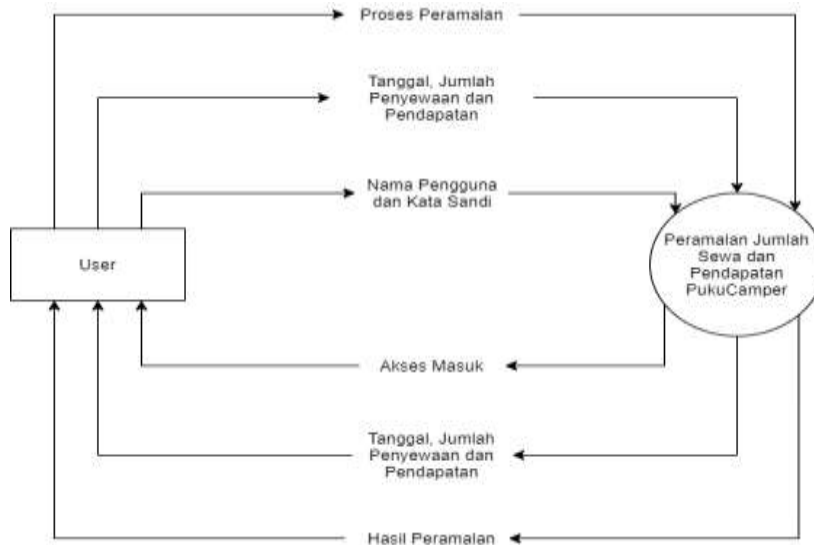 Proses Peramalan
Tanggal, Jumlah
Penyewaan dan
Pendapatan
Nama Pengguna
dan Kata Sandi
User
Peramalan Jumlah
Sewa dan
Pendapatan
PukuCamper
Akses Masuk
Tanggal, Jumlah
Penyewaan dan
Pendapatan
Hasil Peramalan